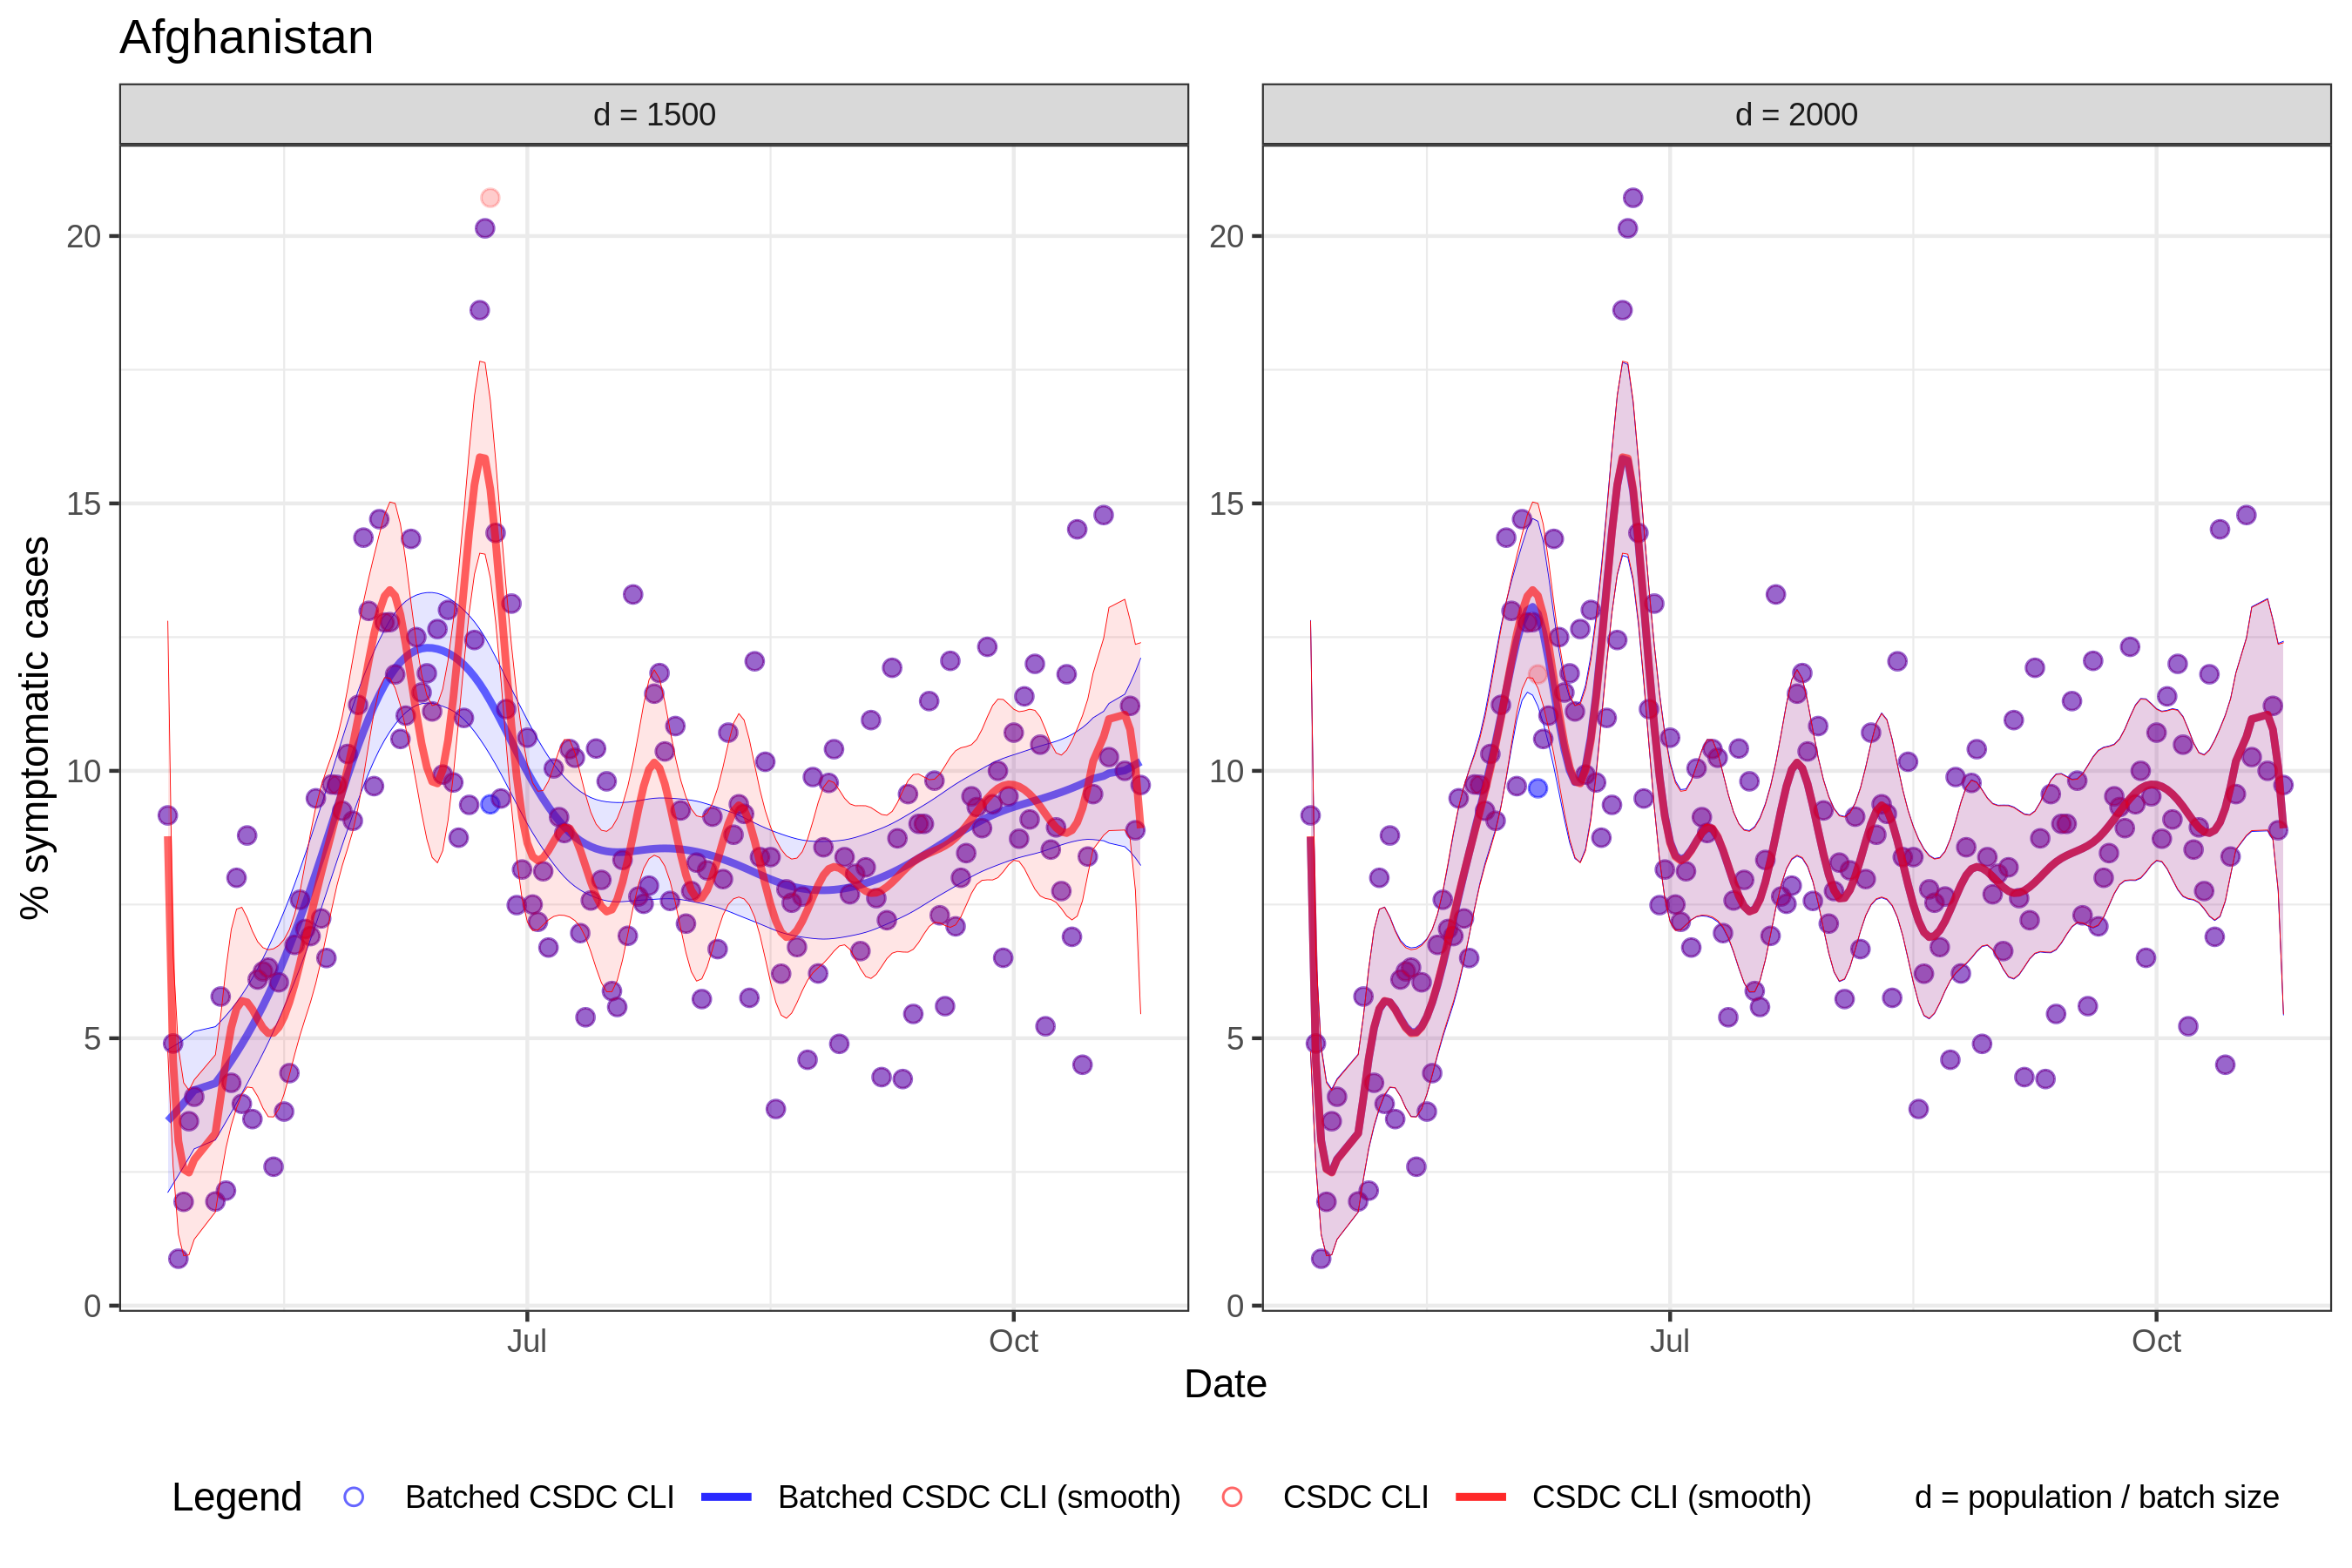 Afghanistan
d = 1500
d = 2000
% symptomatic cases
20
15
10
5
0
20
15
10
5
0
Jul
Oct
Jul
Oct
Date
Legend Batched CSDC CLI Batched CSDC CLI (smooth) CSDC CLI CSDC CLI (smooth) d = population / batch size